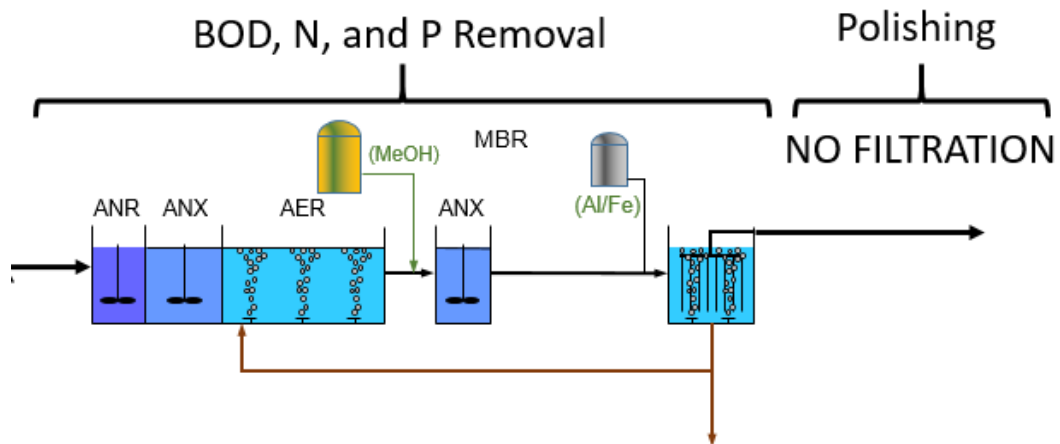 BOD, N, and P Removal
Polishing
NO FILTRATION
(MeOH)
MBR
(Al/Fe)
ANR
ANX
AER
ANX